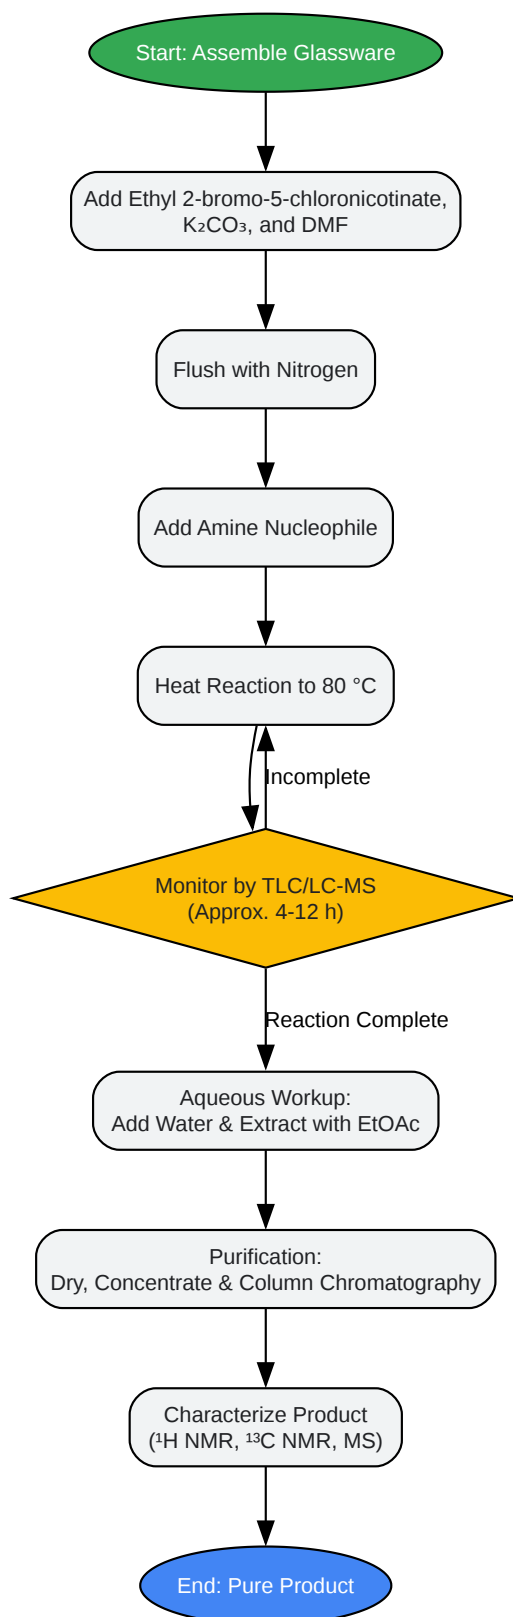 Start: Assemble Glassware
Add Ethyl 2-bromo-5-chloronicotinate,
K₂CO₃, and DMF
Flush with Nitrogen
Add Amine Nucleophile
Heat Reaction to 80 °C
Incomplete
Monitor by TLC/LC-MS
(Approx. 4-12 h)
Reaction Complete
Aqueous Workup:
Add Water & Extract with EtOAc
Purification:
Dry, Concentrate & Column Chromatography
Characterize Product
(¹H NMR, ¹³C NMR, MS)
End: Pure Product